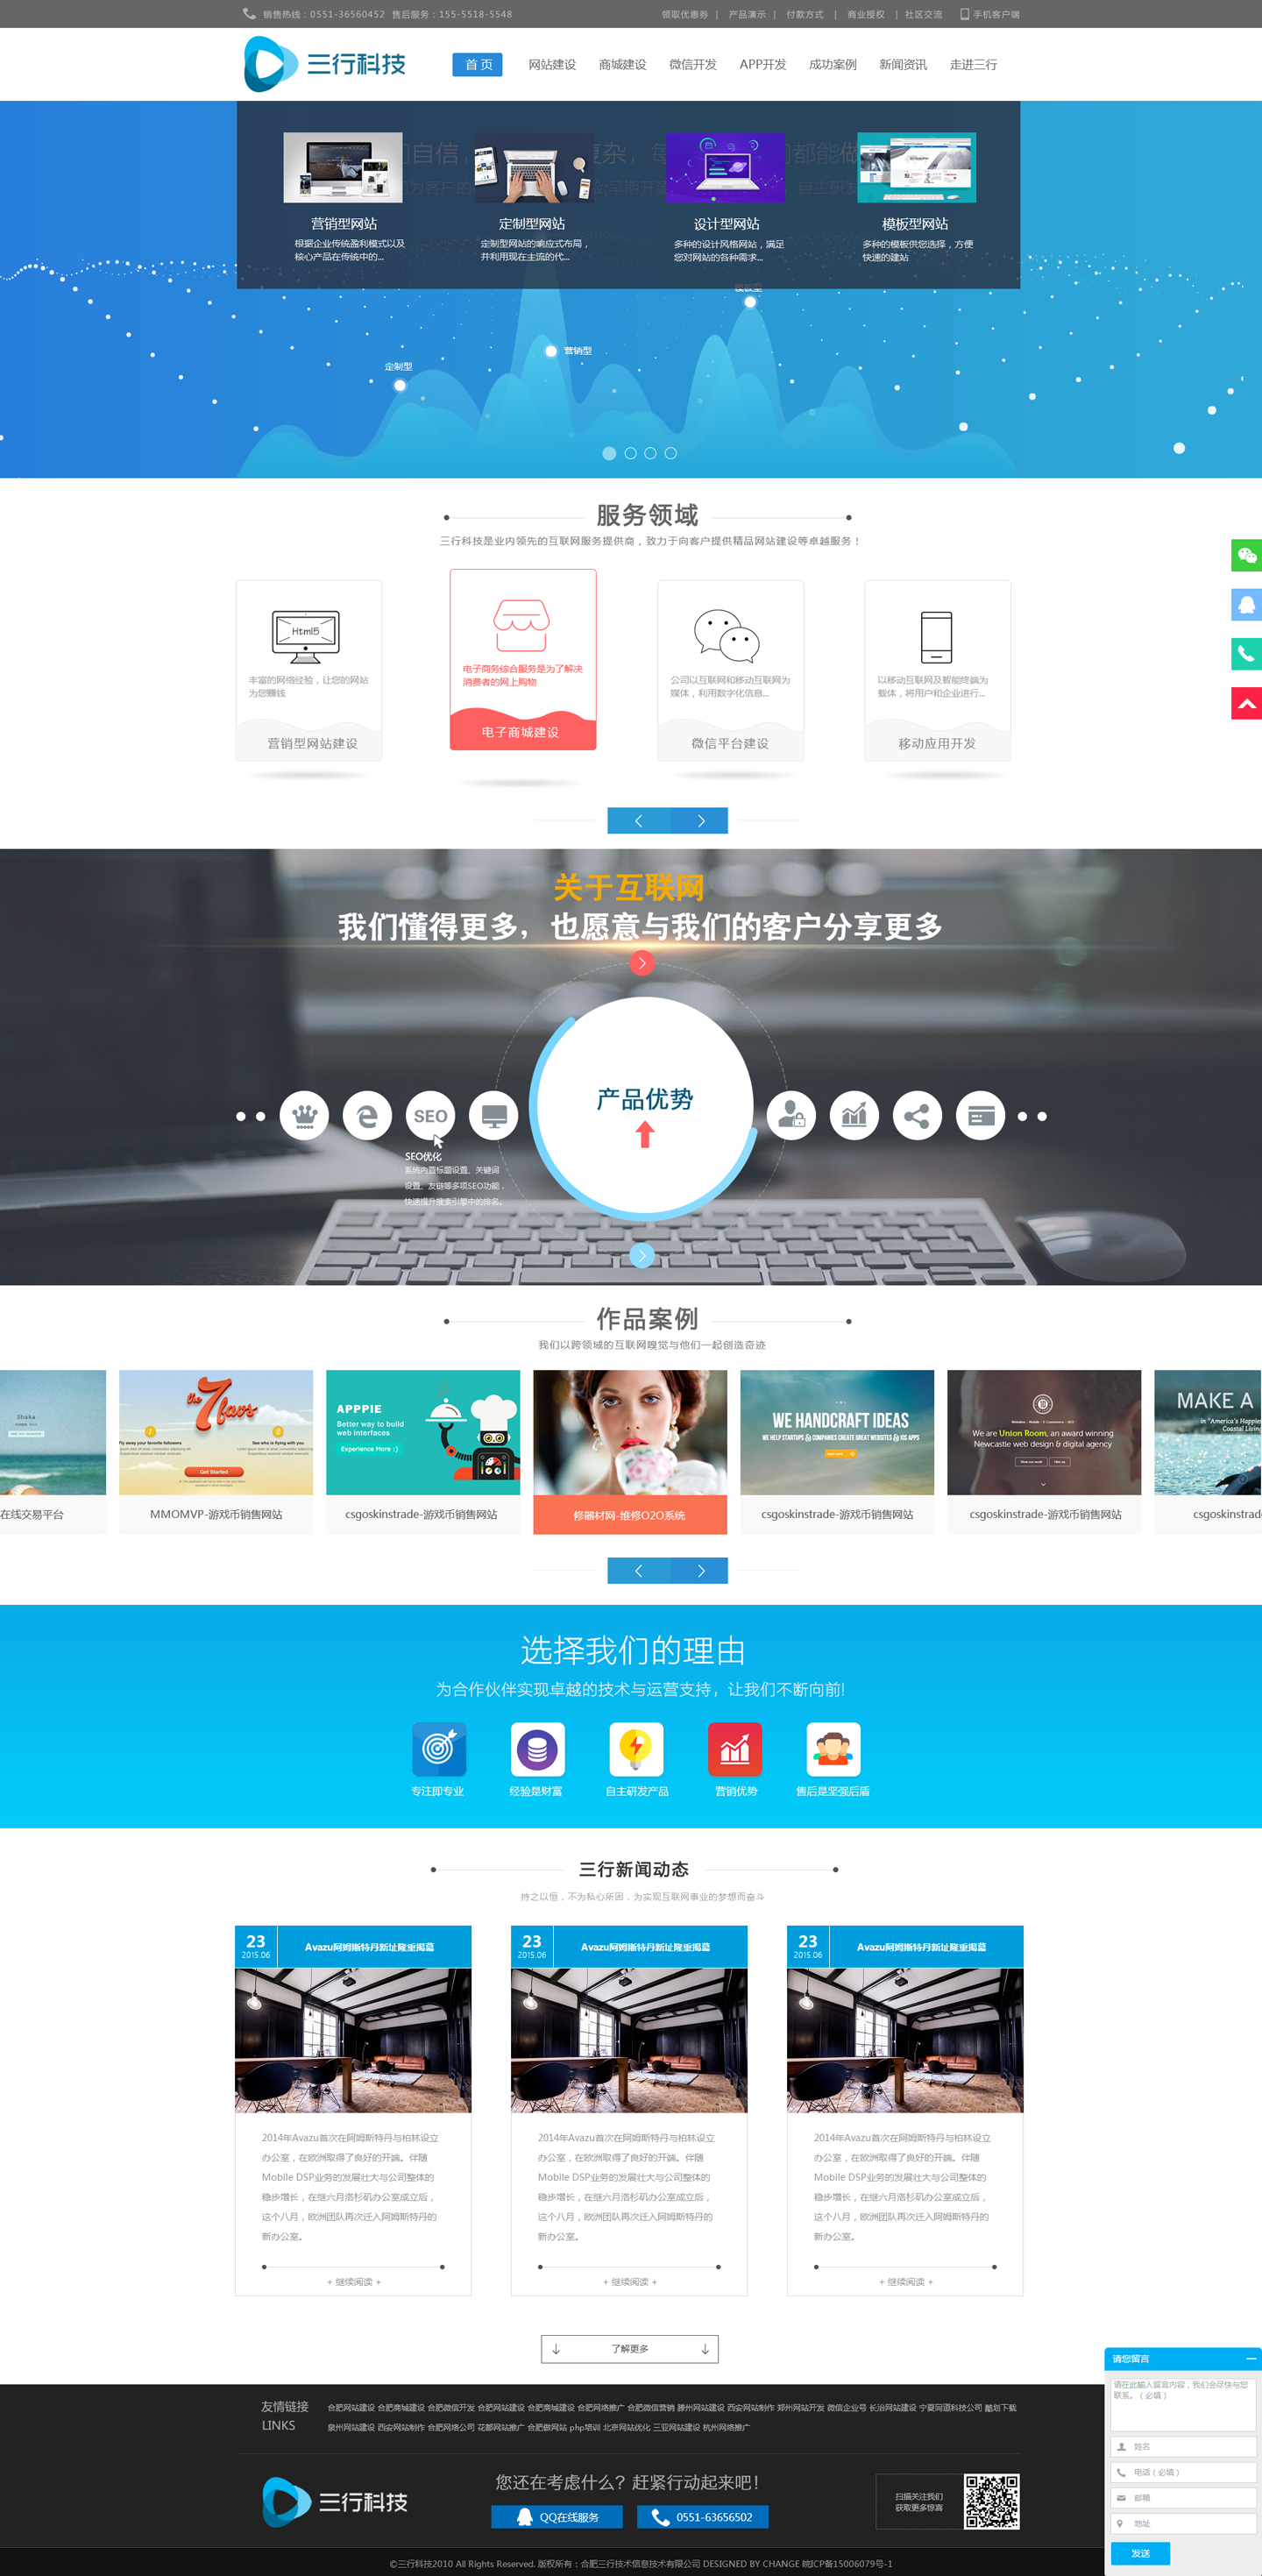 销售热线：0551-36560452 售后服务：155-5518-5548
领取优惠券 | 产品演示 | 付款方式 | 商业授权 | 社区交流 手机客户端
三行科技
首 页 网站建设 商城建设 微信开发 APP开发 成功案例 新闻资讯 走进三行
营销型网站
根据企业传统盈利模式以及
核心产品在传统中的...
定制型网站
定制型网站的响应式布局，
并利用现在主流的代...
设计型网站
多种的设计风格网站，满足
您对网站的各种需求...
模板型网站
多种的模板供您选择，方便
快速的建站
模板型
营销型
定制型
服务领域
三行科技是业内领先的互联网服务提供商，致力于向客户提供精品网站建设等卓越服务！
Html5
丰富的网络经验，让您的网站
为您赚钱
营销型网站建设
电子商务综合服务是为了解决
消费者的网上购物
电子商城建设
公司以互联网和移动互联网为
媒体，利用数字化信息...
微信平台建设
以移动互联网及智能终端为
载体，将用户和企业进行...
移动应用开发
关于互联网
我们懂得更多，也愿意与我们的客户分享更多
产品优势
SEO
SEO优化
系统内置标题设置、关键词
设置、友链等多项SEO功能，
快速提升搜索引擎中的排名。
作品案例
我们以跨领域的互联网嗅觉与他们一起创造奇迹
Shaka
在线交易平台
the 7 favs
Fly away your favorite followers
See who is flying with you
Get Started
MMOMVP-游戏币销售网站
APPPIE
Better way to build
web interfaces
Experience More :)
csgoskinstrade-游戏币销售网站
修器材网-维修O2O系统
WE HANDCRAFT IDEAS
WE HELP STARTUPS & COMPANIES CREATE GREAT WEBSITES & IOS APPS
csgoskinstrade-游戏币销售网站
We are Union Room, an award winning
Newcastle web design & digital agency
csgoskinstrade-游戏币销售网站
MAKE A
in "America's Happies
Coastal Living
csgoskinstrad
选择我们的理由
为合作伙伴实现卓越的技术与运营支持，让我们不断向前!
专注即专业 经验是财富 自主研发产品 营销优势 售后是坚强后盾
三行新闻动态
持之以恒，不为私心所困，为实现互联网事业的梦想而奋斗
23
2015.06
Avazu阿姆斯特丹新址隆重揭幕
2014年Avazu首次在阿姆斯特丹与柏林设立
办公室，在欧洲取得了良好的开端。伴随
Mobile DSP业务的发展壮大与公司整体的
稳步增长，在继六月洛杉矶办公室成立后，
这个八月，欧洲团队再次迁入阿姆斯特丹的
新办公室。
+ 继续阅读 +
23
2015.06
Avazu阿姆斯特丹新址隆重揭幕
2014年Avazu首次在阿姆斯特丹与柏林设立
办公室，在欧洲取得了良好的开端。伴随
Mobile DSP业务的发展壮大与公司整体的
稳步增长，在继六月洛杉矶办公室成立后，
这个八月，欧洲团队再次迁入阿姆斯特丹的
新办公室。
+ 继续阅读 +
23
2015.06
Avazu阿姆斯特丹新址隆重揭幕
2014年Avazu首次在阿姆斯特丹与柏林设立
办公室，在欧洲取得了良好的开端。伴随
Mobile DSP业务的发展壮大与公司整体的
稳步增长，在继六月洛杉矶办公室成立后，
这个八月，欧洲团队再次迁入阿姆斯特丹的
新办公室。
+ 继续阅读 +
了解更多
请您留言
请在此输入留言内容，我们会尽快与您
联系。（必填）
姓名
电话（必填）
邮箱
地址
发送
友情链接
LINKS
合肥网站建设 合肥商城建设 合肥微信开发 合肥网站建设 合肥商城建设 合肥网络推广 合肥微信营销 滕州网站建设 西安网站制作 郑州网站开发 微信企业号 长治网站建设 宁夏同道科技公司 酷划下载
泉州网站建设 西安网站制作 合肥网络公司 花都网站推广 合肥做网站 php培训 北京网站优化 三亚网站建设 杭州网络推广
三行科技
您还在考虑什么？赶紧行动起来吧！
QQ在线服务
0551-63656502
扫描关注我们
获取更多惊喜
©三行科技2010 All Rights Reserved. 版权所有：合肥三行技术信息技术有限公司 DESIGNED BY CHANGE 皖ICP备15006079号-1